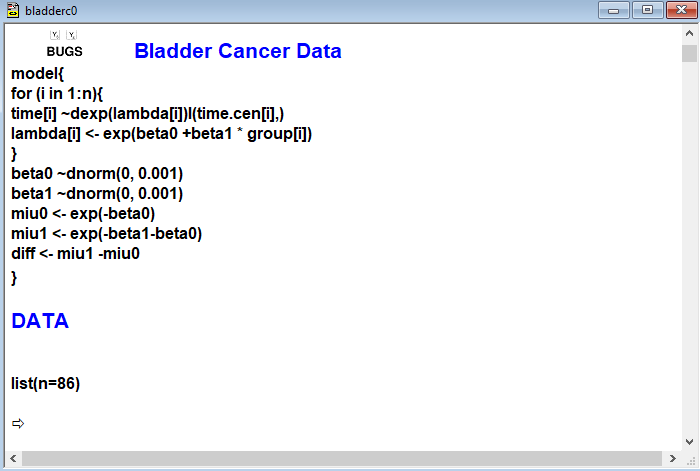 bladderc0
BUGS
Bladder Cancer Data
model{
for (i in 1:n){
time[i] ~dexp(lambda[i])I(time.cen[i],)
lambda[i] <- exp(beta0 +beta1 * group[i])
}
beta0 ~dnorm(0, 0.001)
beta1 ~dnorm(0, 0.001)
miu0 <- exp(-beta0)
miu1 <- exp(-beta1-beta0)
diff <- miu1 -miu0
}
DATA
list(n=86)